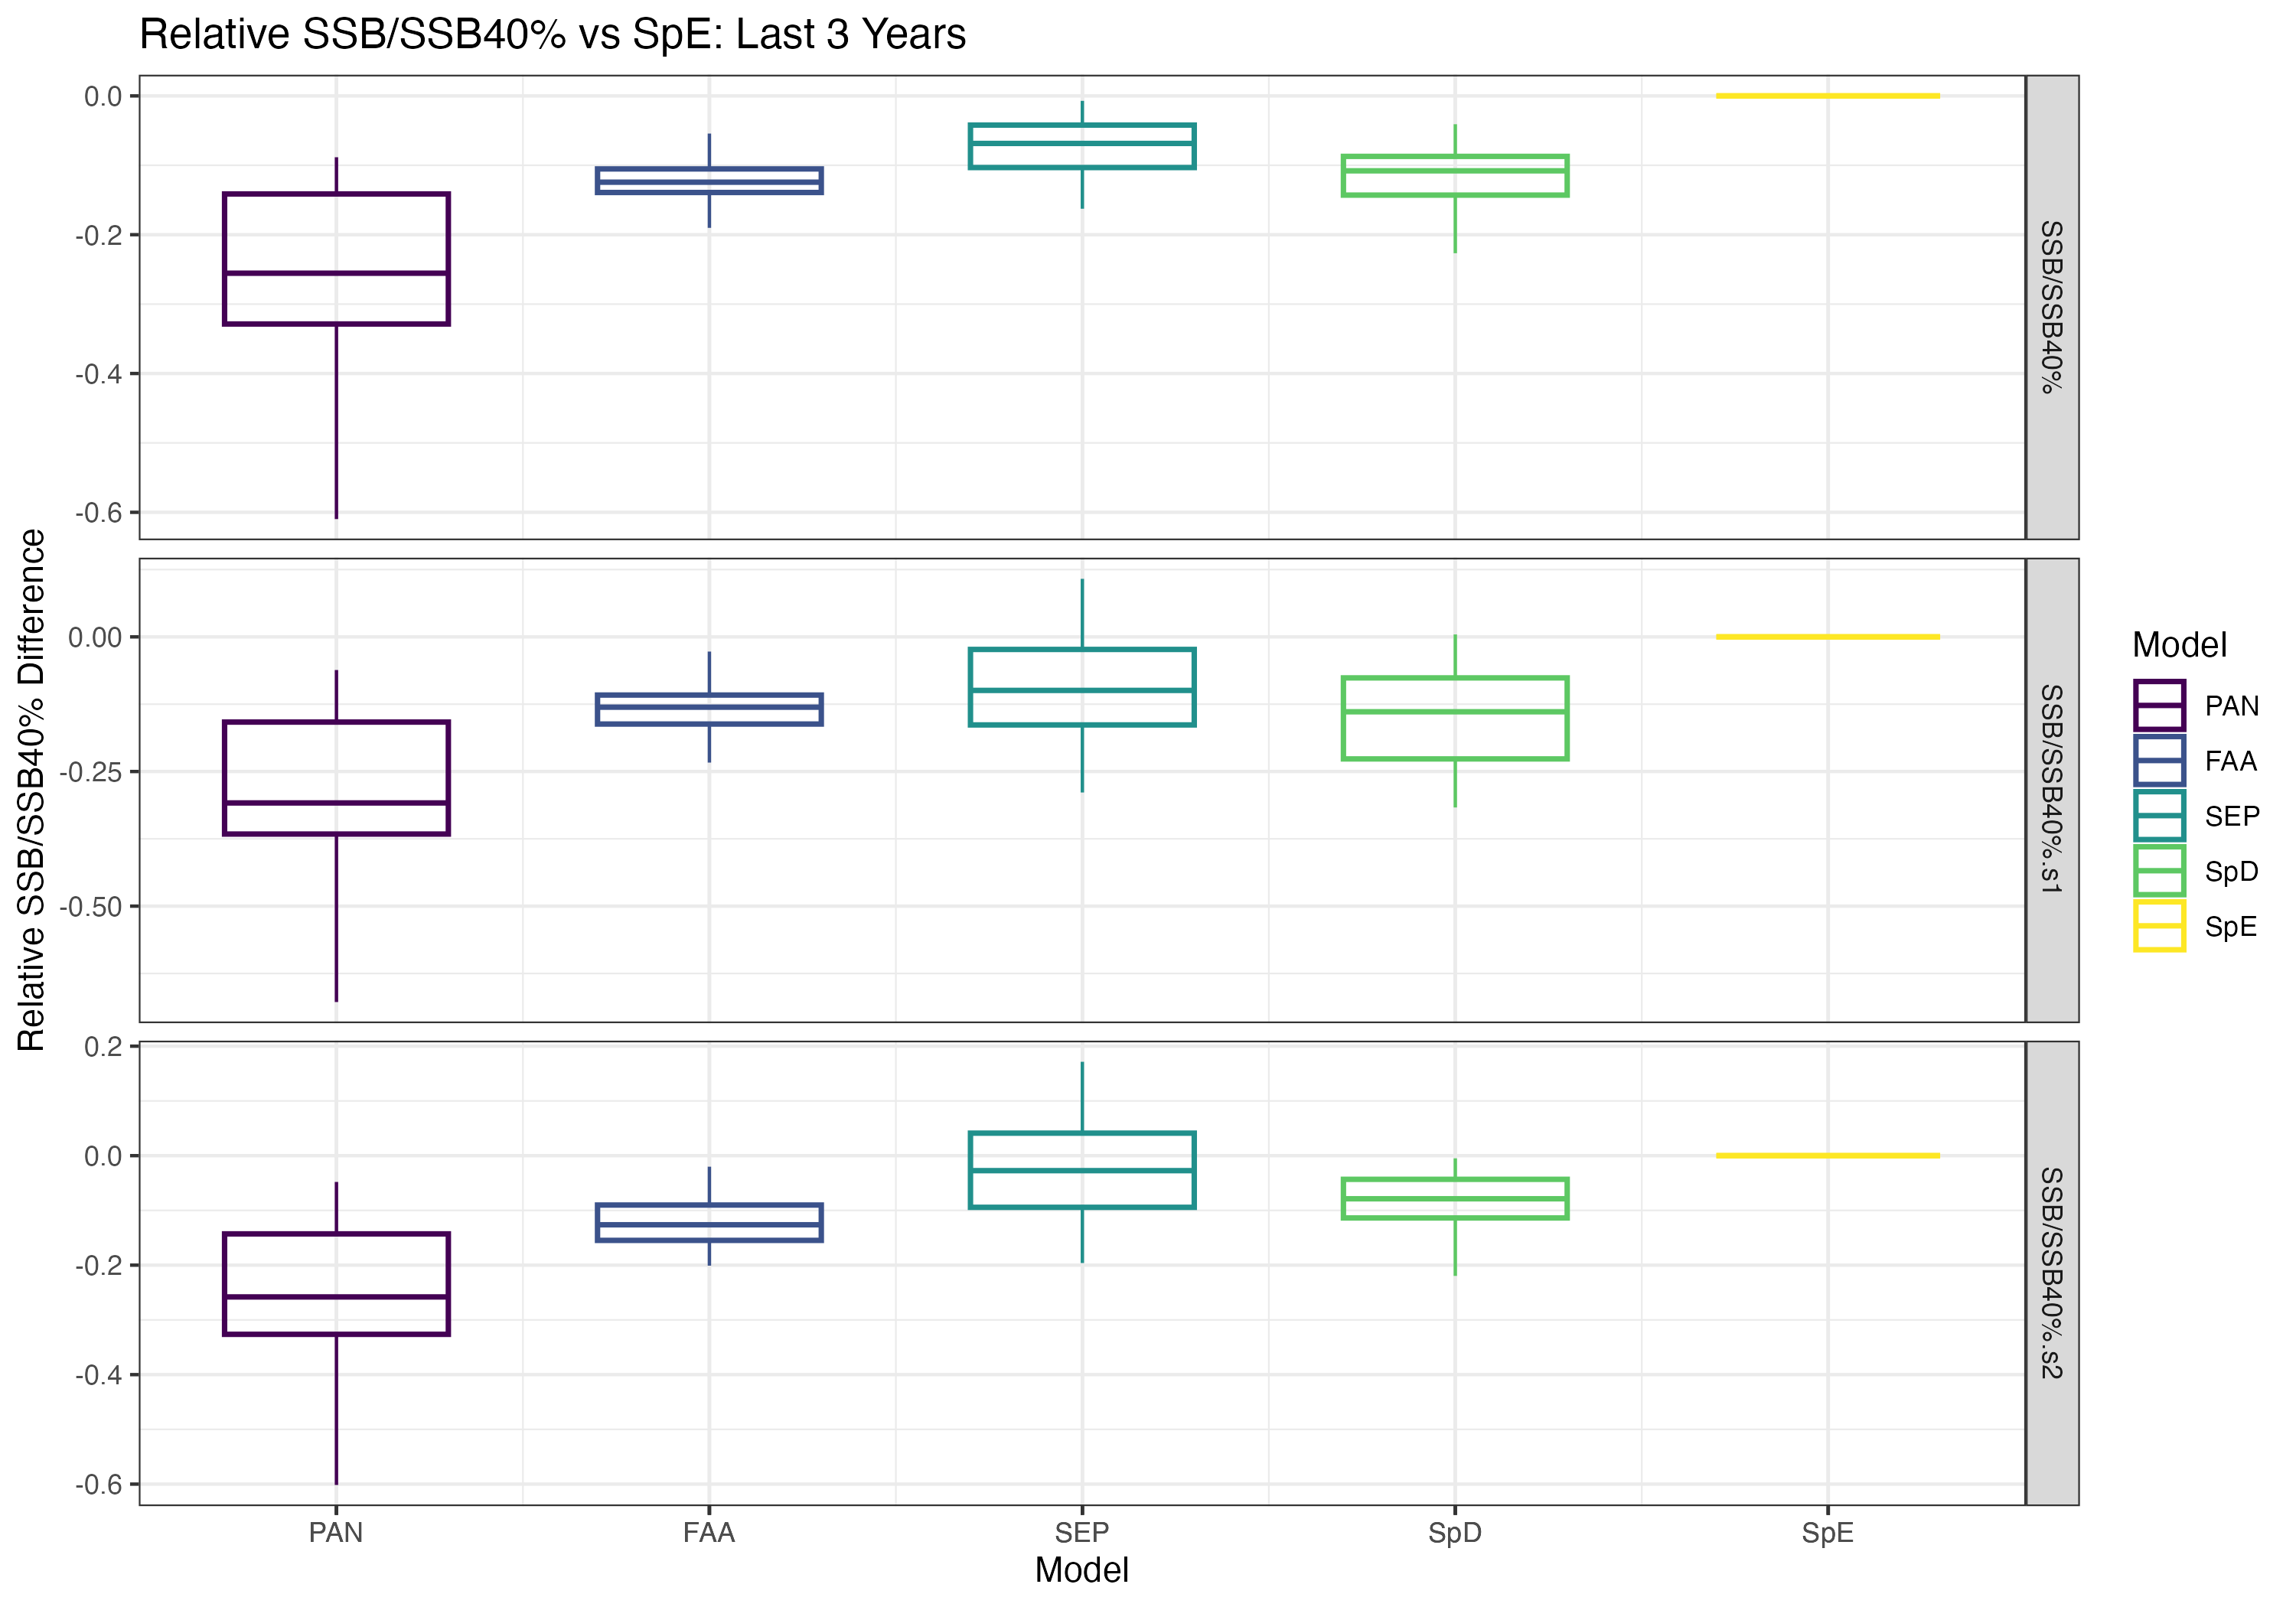 Relative SSB/SSB40% vs SpE: Last 3 Years
Relative SSB/SSB40% Difference
0.0
-0.2
-0.4
-0.6
SSB/SSB40%
0.00
-0.25
-0.50
SSB/SSB40%.s1
0.2
0.0
-0.2
-0.4
-0.6
SSB/SSB40%.s2
PAN
FAA
SEP
SpD
SpE
Model
Model
PAN
FAA
SEP
SpD
SpE